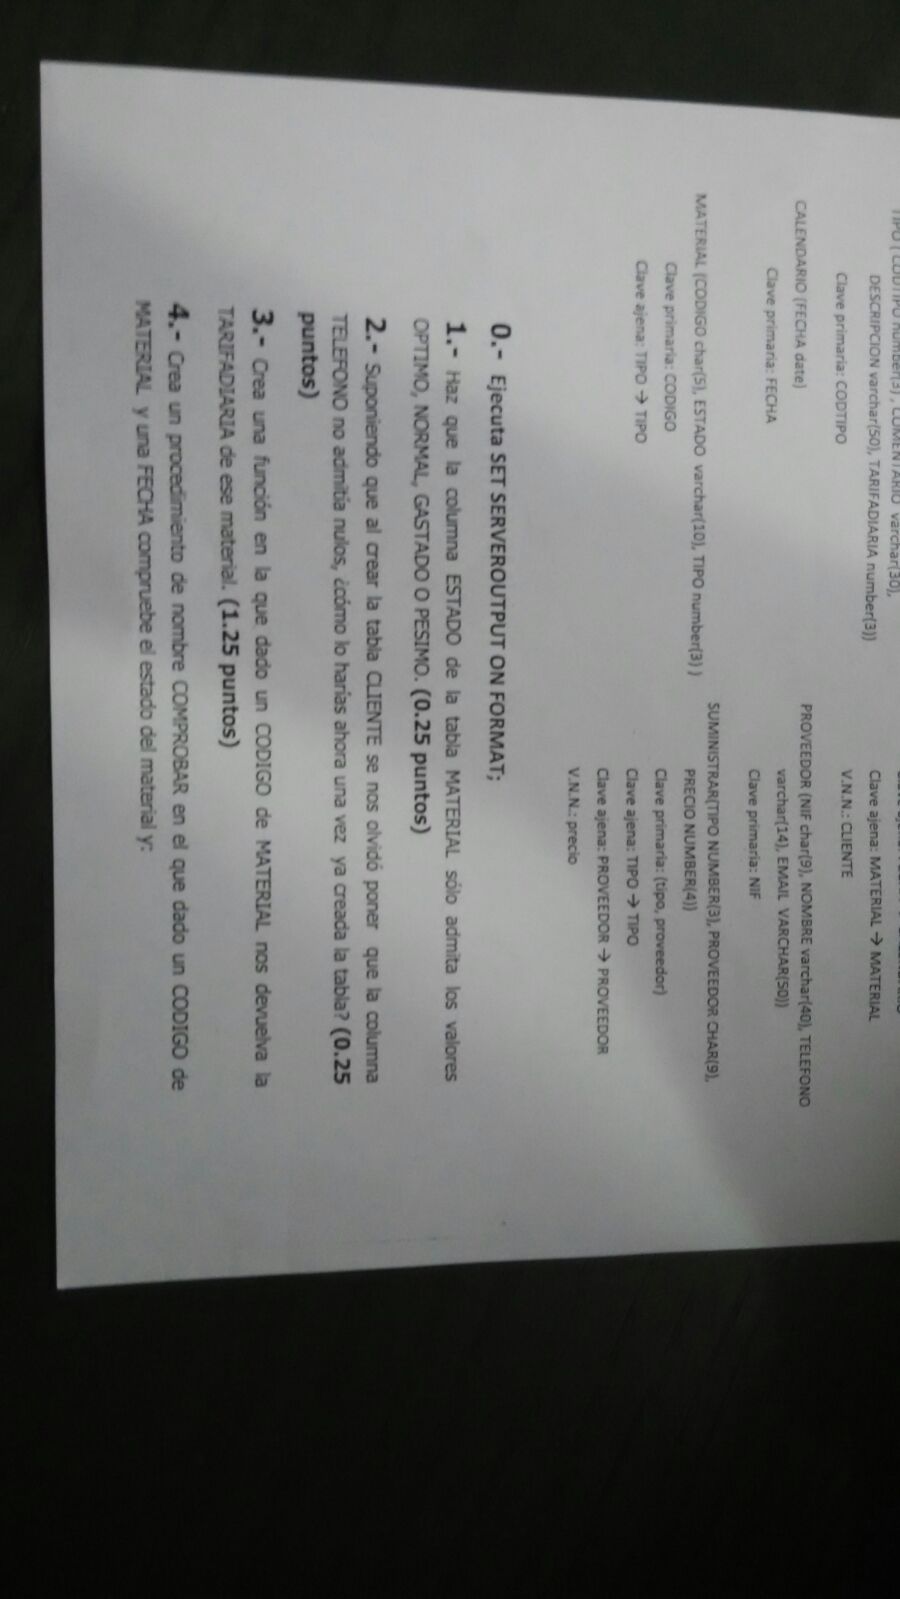 TIPO ( CODTIPO number(3) , COMENTARIO varchar(30),
DESCRIPCION varchar(50), TARIFADIARIA number(3))
Clave primaria: CODTIPO
CALENDARIO (FECHA date)
Clave primaria: FECHA
MATERIAL (CODIGO char(5), ESTADO varchar(10), TIPO number(3) )
Clave primaria: CODIGO
Clave ajena: TIPO → TIPO
Clave ajena: MATERIAL → MATERIAL
V.N.N.: CLIENTE
PROVEEDOR (NIF char(9), NOMBRE varchar(40), TELEFONO
varchar(14), EMAIL VARCHAR(50))
Clave primaria: NIF
SUMINISTRAR(TIPO NUMBER(3), PROVEEDOR CHAR(9),
PRECIO NUMBER(4))
Clave primaria: (tipo, proveedor)
Clave ajena: TIPO → TIPO
Clave ajena: PROVEEDOR → PROVEEDOR
V.N.N.: precio
0.- Ejecuta SET SERVEROUTPUT ON FORMAT;
1.- Haz que la columna ESTADO de la tabla MATERIAL sólo admita los valores
OPTIMO, NORMAL, GASTADO O PESIMO. (0.25 puntos)
2.- Suponiendo que al crear la tabla CLIENTE se nos olvidó poner que la columna
TELEFONO no admitía nulos, ¿cómo lo harías ahora una vez ya creada la tabla? (0.25
puntos)
3.- Crea una función en la que dado un CODIGO de MATERIAL nos devuelva la
TARIFADIARIA de ese material. (1.25 puntos)
4.- Crea un procedimiento de nombre COMPROBAR en el que dado un CODIGO de
MATERIAL y una FECHA compruebe el estado del material y: